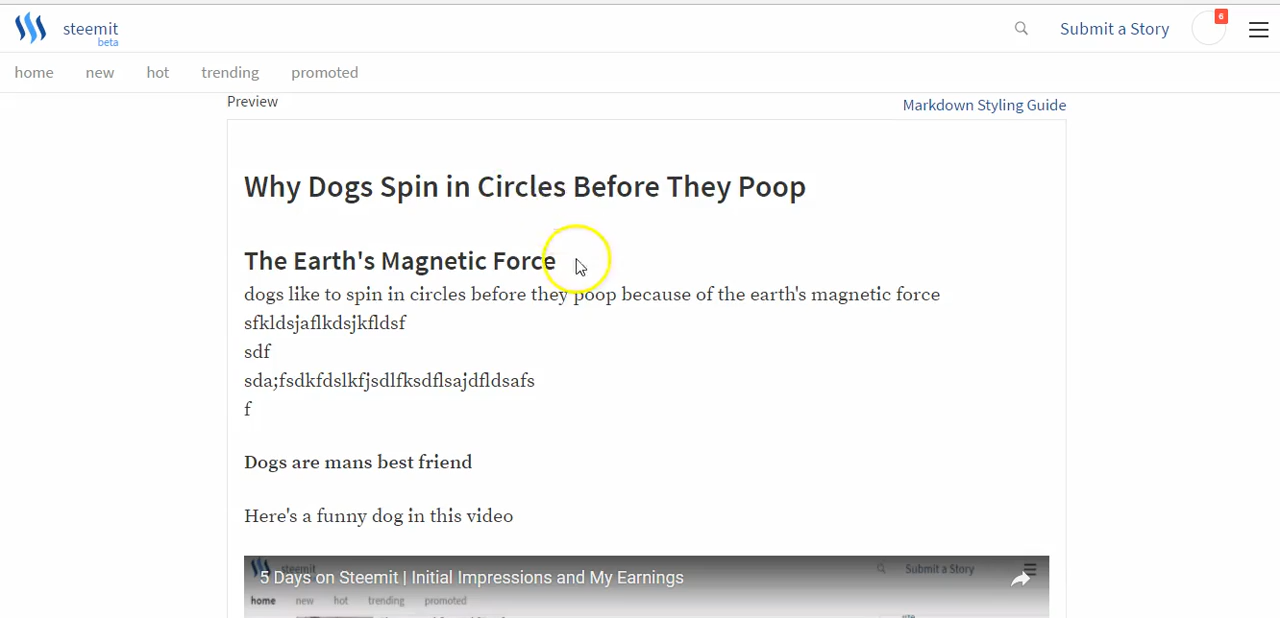 steemit
beta
Submit a Story
6
home new hot trending promoted
Preview
Markdown Styling Guide
Why Dogs Spin in Circles Before They Poop
The Earth's Magnetic Force
dogs like to spin in circles before they poop because of the earth's magnetic force
sfkldsjaflkdsjkfldsf
sdf
sda;fsdkfdslkfjsdlfksdflsajdfldsafs
f
Dogs are mans best friend
Here's a funny dog in this video
steemit
5 Days on Steemit | Initial Impressions and My Earnings
Submit a Story
home new hot trending promoted